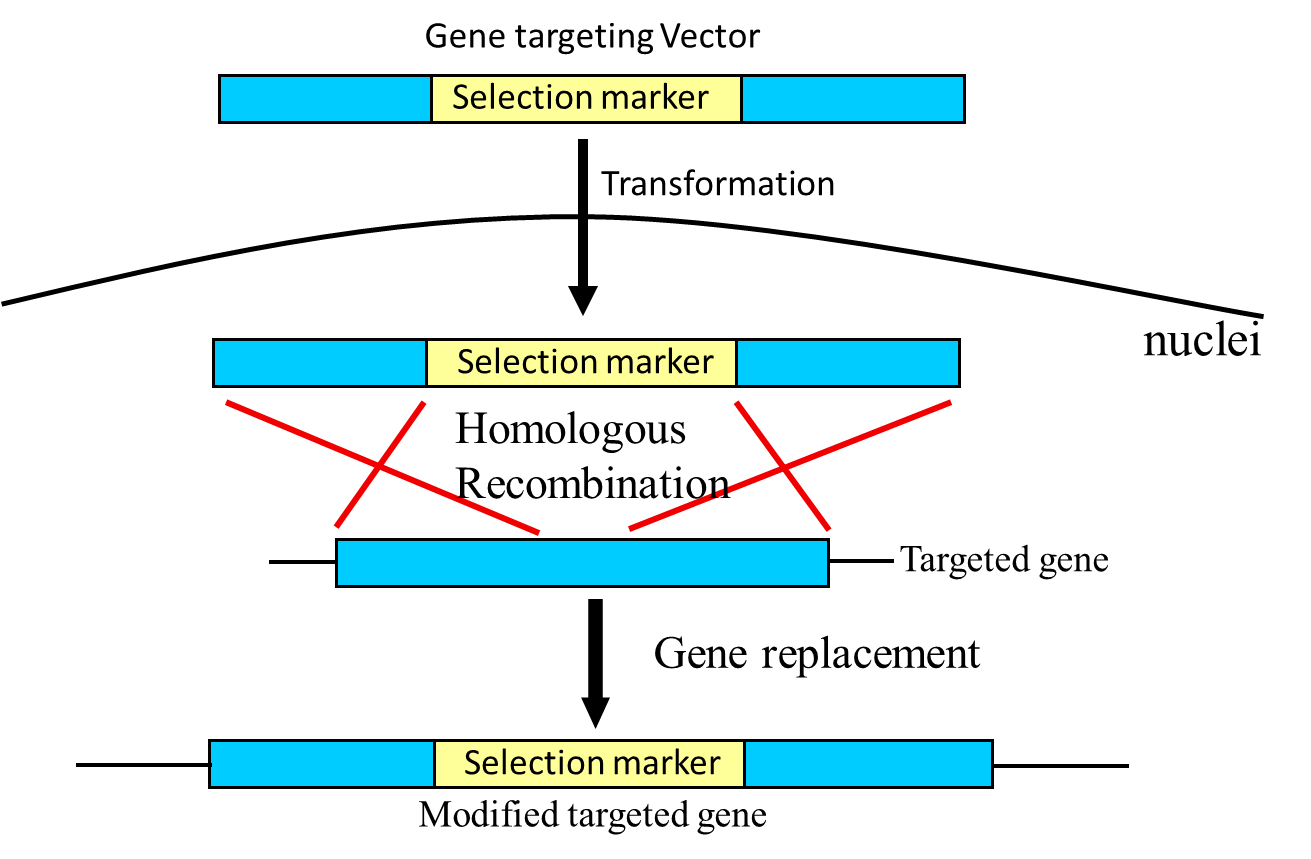 Gene targeting Vector
Selection marker
Transformation
nuclei
Selection marker
Homologous
Recombination
Targeted gene
Gene replacement
Selection marker
Modified targeted gene